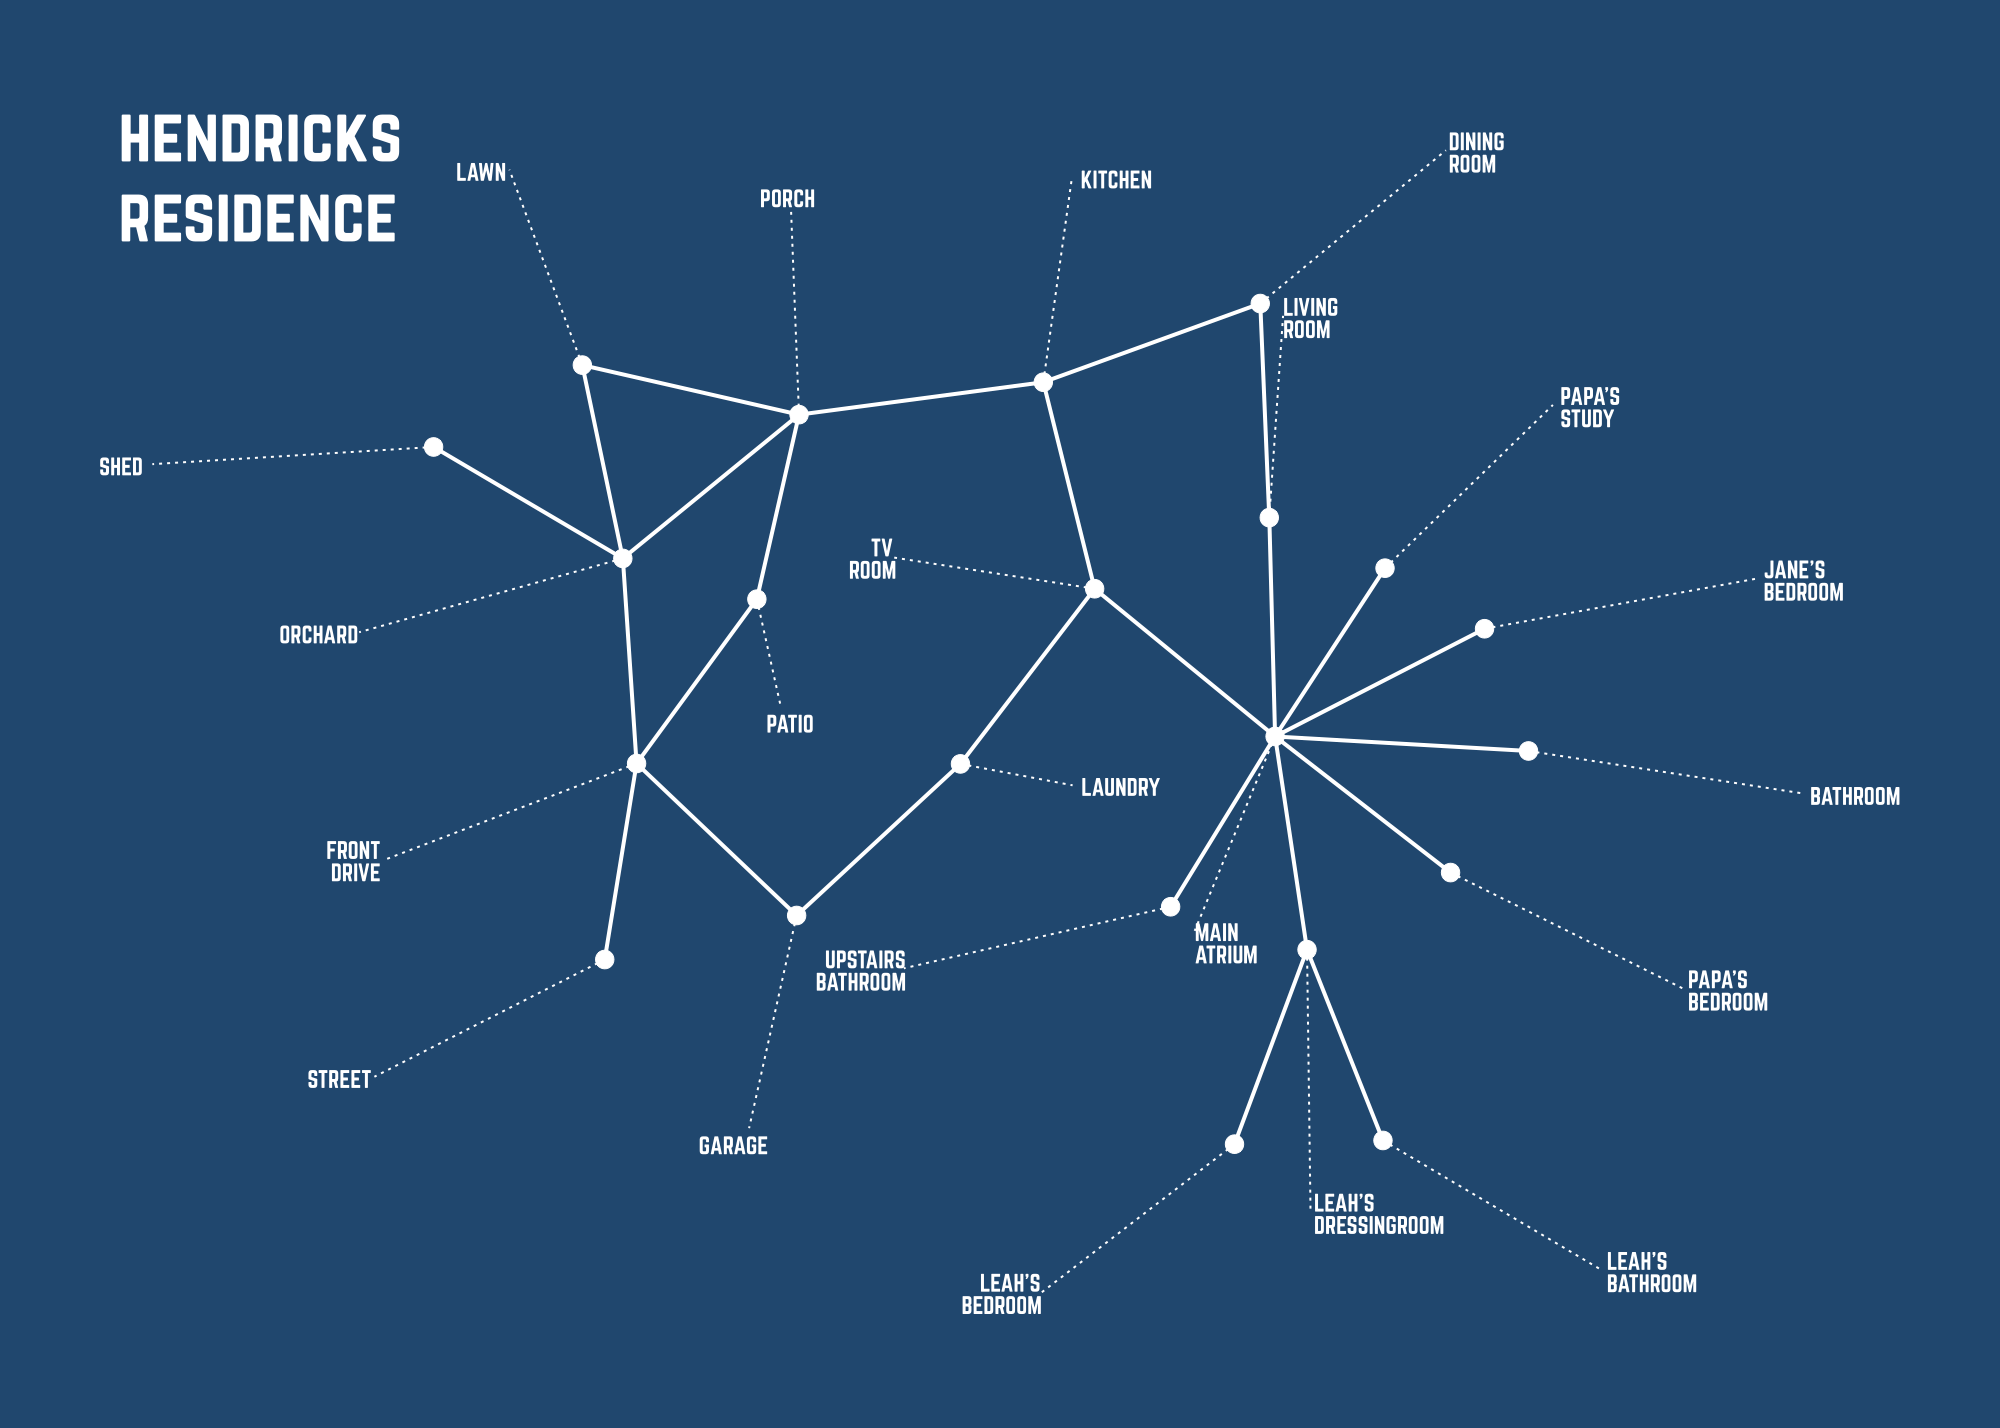 HENDRICKS
RESIDENCE
LAWN
PORCH
KITCHEN
DINING
ROOM
LIVING
ROOM
PAPA'S
STUDY
SHED
TV
ROOM
JANE'S
BEDROOM
ORCHARD
PATIO
LAUNDRY
BATHROOM
FRONT
DRIVE
MAIN
ATRIUM
UPSTAIRS
BATHROOM
PAPA'S
BEDROOM
STREET
GARAGE
LEAH'S
DRESSINGROOM
LEAH'S
BATHROOM
LEAH'S
BEDROOM